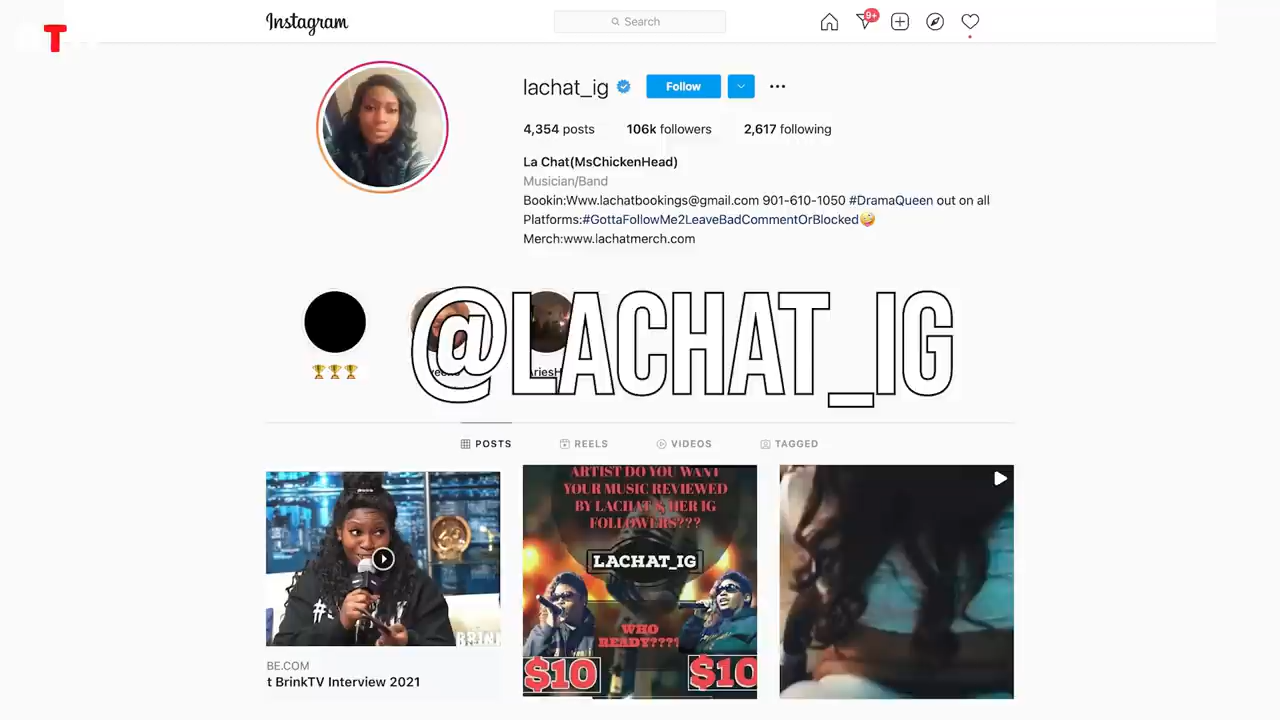 T
Instagram
Search
9+
lachat_ig
Follow
4,354 posts 106k followers 2,617 following
La Chat(MsChickenHead)
Musician/Band
Bookin:Www.lachatbookings@gmail.com 901-610-1050 #DramaQueen out on all
Platforms:#GottaFollowMe2LeaveBadCommentOrBlocked🤪
Merch:www.lachatmerch.com
@LACHAT_IG
🏆🏆🏆
POSTS REELS VIDEOS TAGGED
ARTIST DO YOU WANT
YOUR MUSIC REVIEWED
BY LACHAT & HER IG
FOLLOWERS???
LACHAT_IG
WHO
READY????
$10 $10
BRINK
BE.COM
t BrinkTV Interview 2021